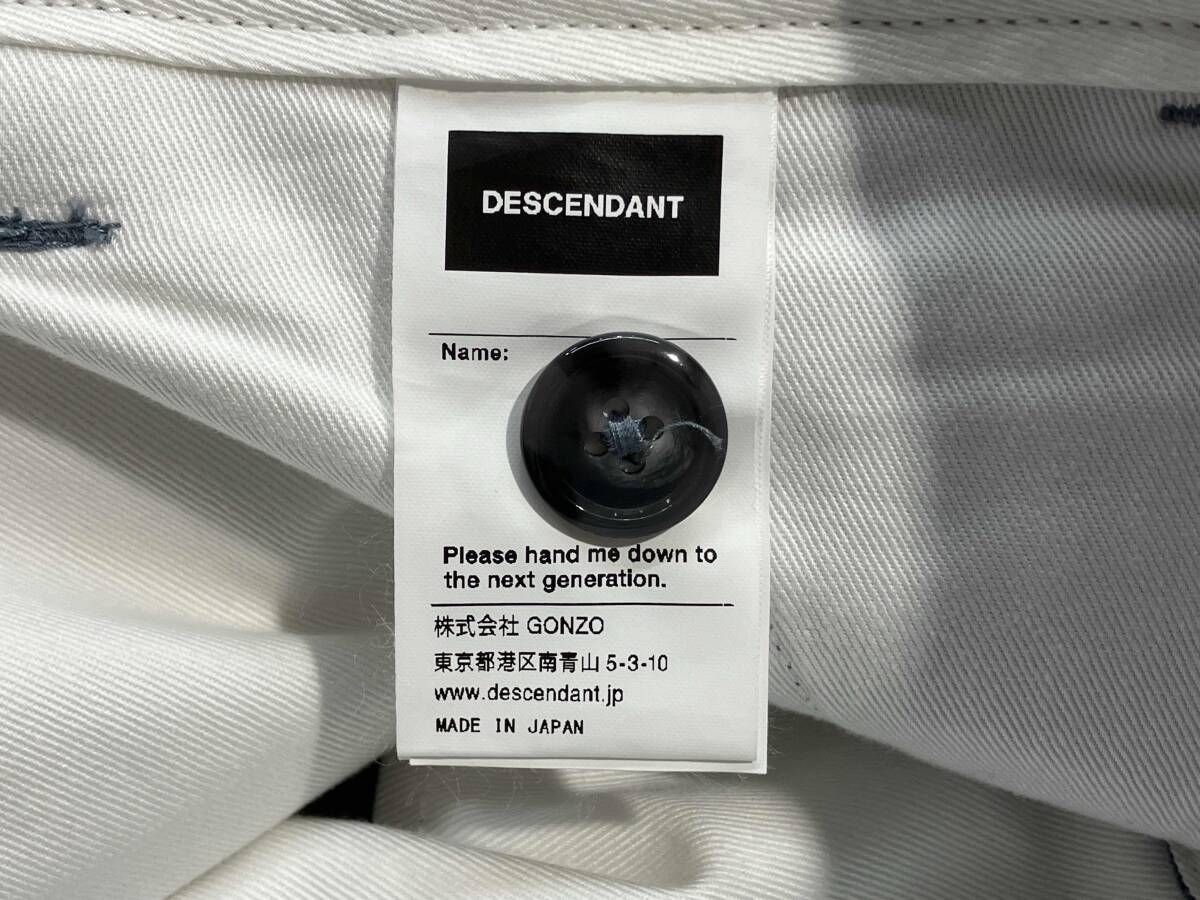 DESCENDANT
Name:
Please hand me down to
the next generation.
株式会社 GONZO
東京都港区南青山 5-3-10
www.descendant.jp
MADE IN JAPAN